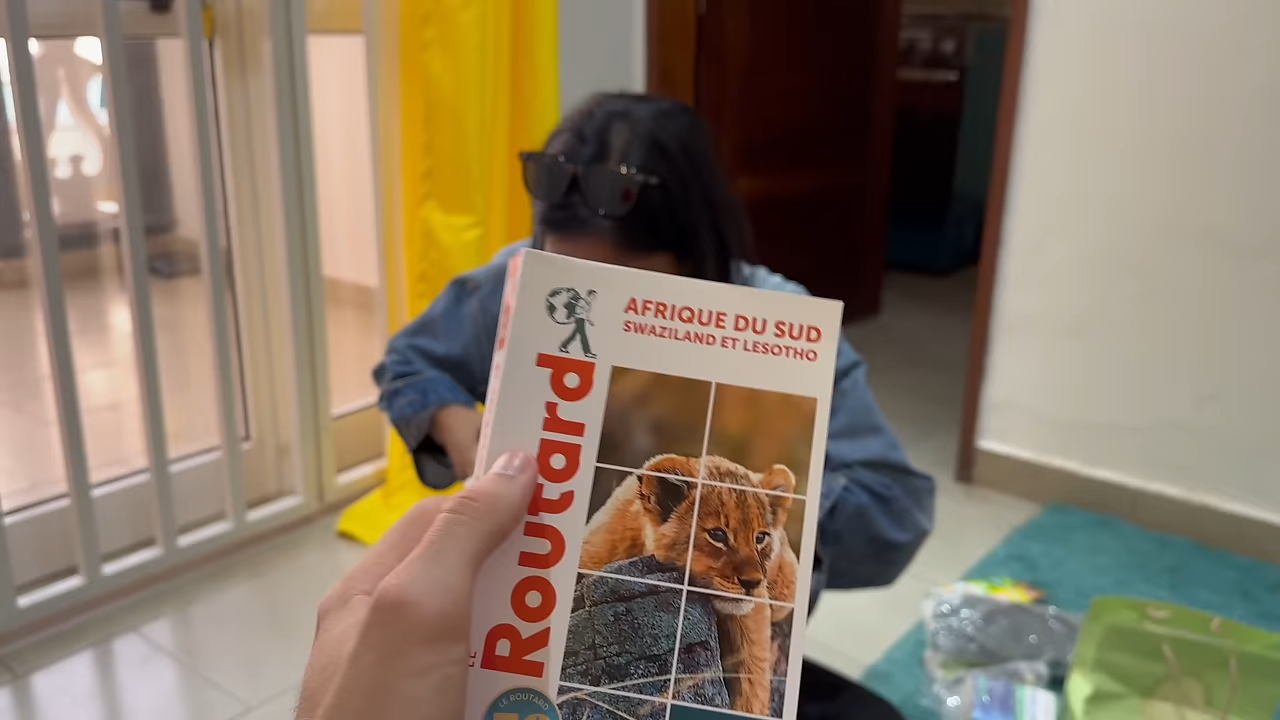 AFRIQUE DU SUD
SWAZILAND ET LESOTHO
LE Routard
LE ROUTARD